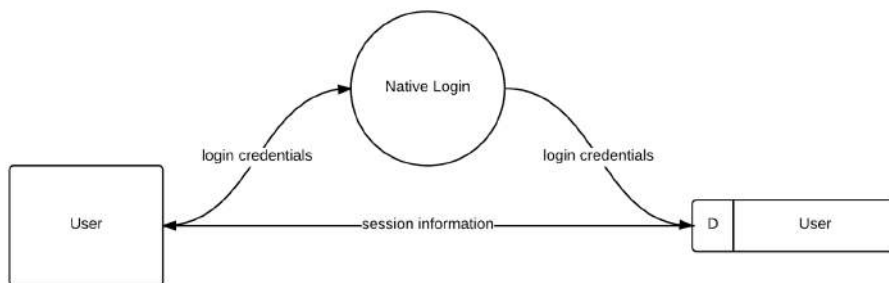 Native Login
login credentials
login credentials
User
session information
D
User